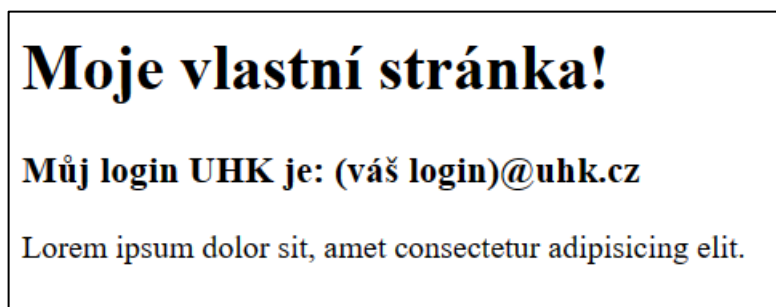 Moje vlastní stránka!
Můj login UHK je: (váš login)@uhk.cz
Lorem ipsum dolor sit, amet consectetur adipisicing elit.